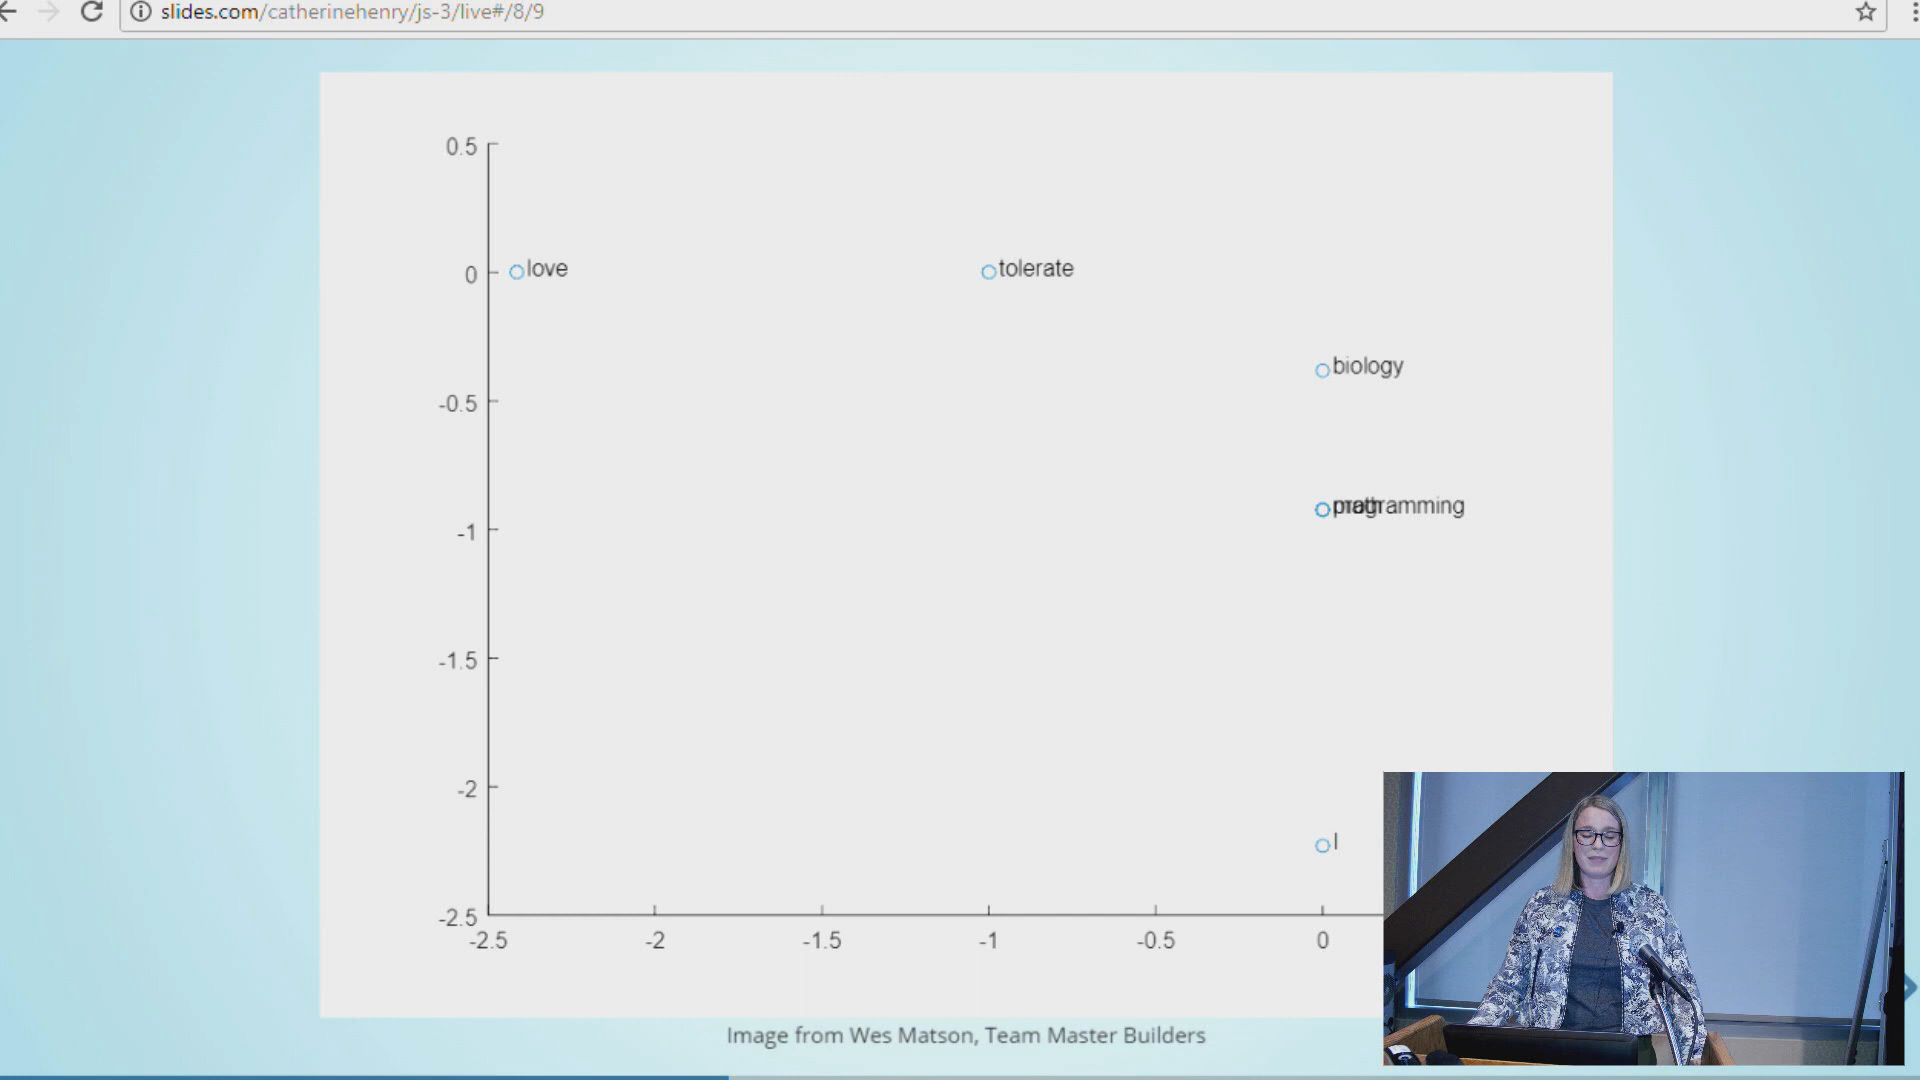 slides.com/catherinehenry/js-3/live#/8/9
0.5
0
love
tolerate
biology
-0.5
programming
math
-1
-1.5
-2
I
-2.5
-2.5 -2 -1.5 -1 -0.5 0
Image from Wes Matson, Team Master Builders